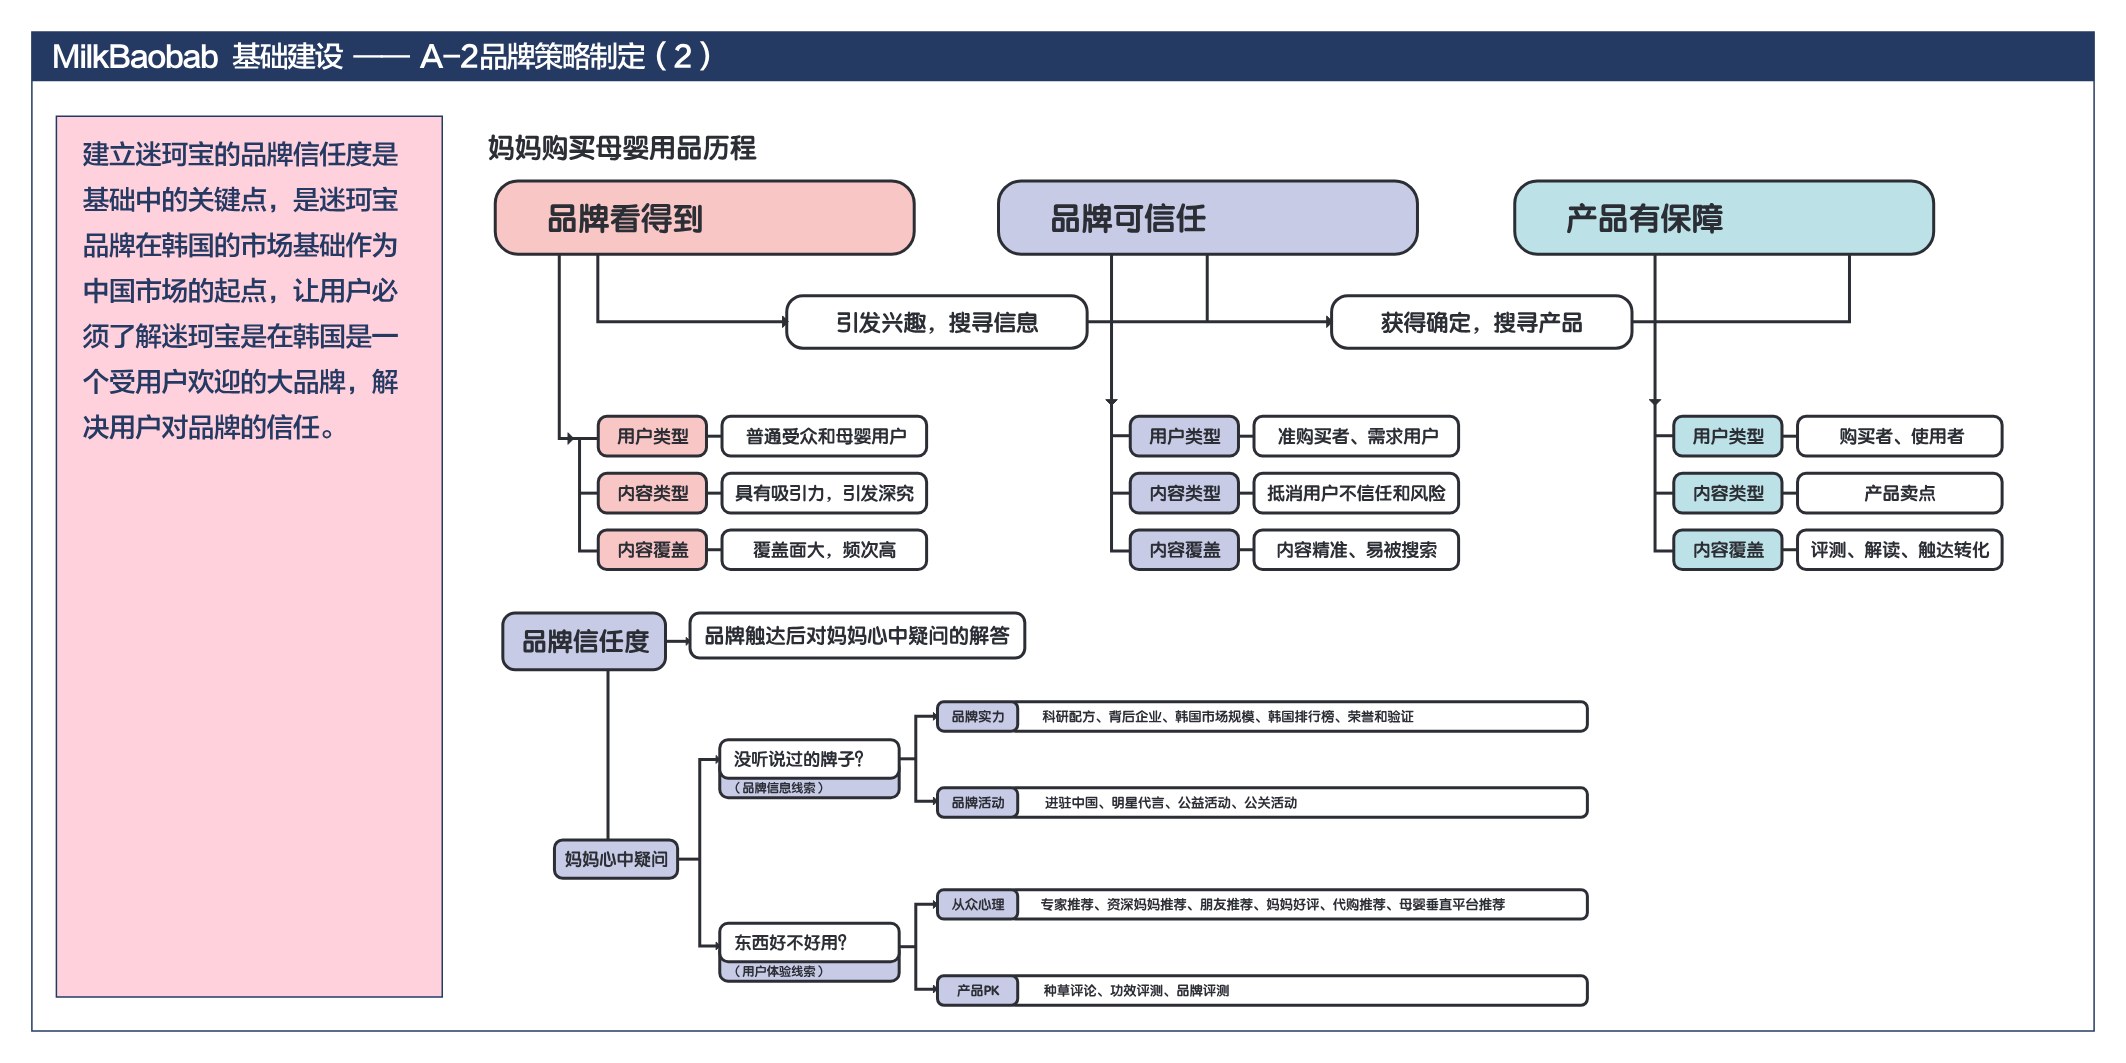 MilkBaobab 基础建设 —— A-2品牌策略制定（2）
建立迷珂宝的品牌信任度是
基础中的关键点，是迷珂宝
品牌在韩国的市场基础作为
中国市场的起点，让用户必
须了解迷珂宝是在韩国是一
个受用户欢迎的大品牌，解
决用户对品牌的信任。
妈妈购买母婴用品历程
品牌看得到
品牌可信任
产品有保障
引发兴趣，搜寻信息
获得确定，搜寻产品
用户类型
普通受众和母婴用户
内容类型
具有吸引力，引发深究
内容覆盖
覆盖面大，频次高
用户类型
准购买者、需求用户
内容类型
抵消用户不信任和风险
内容覆盖
内容精准、易被搜索
用户类型
购买者、使用者
内容类型
产品卖点
内容覆盖
评测、解读、触达转化
品牌信任度
品牌触达后对妈妈心中疑问的解答
妈妈心中疑问
没听说过的牌子？
（品牌信息线索）
品牌实力
科研配方、背后企业、韩国市场规模、韩国排行榜、荣誉和验证
品牌活动
进驻中国、明星代言、公益活动、公关活动
东西好不好用？
（用户体验线索）
从众心理
专家推荐、资深妈妈推荐、朋友推荐、妈妈好评、代购推荐、母婴垂直平台推荐
产品PK
种草评论、功效评测、品牌评测